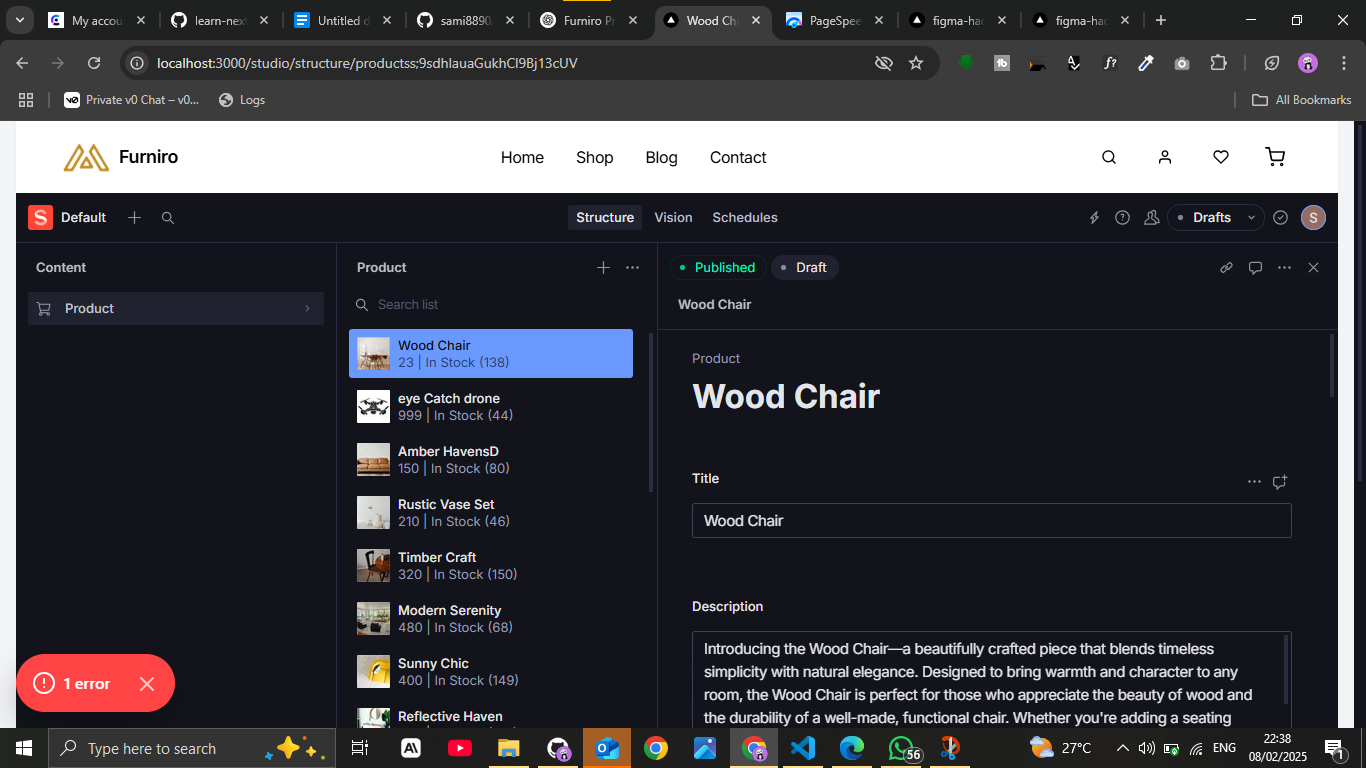 My accou
learn-nex
Untitled d
sami8890
Furniro Pr
Wood Cha
PageSpee
figma-hac
figma-hac
localhost:3000/studio/structure/productss;9sdhlauaGukhCl9Bj13cUV
Private v0 Chat – v0...
Logs
All Bookmarks
Furniro
Home
Shop
Blog
Contact
S
Default
Structure
Vision
Schedules
Drafts
S
Content
Product
Product
Search list
Wood Chair
23 | In Stock (138)
eye Catch drone
999 | In Stock (44)
Amber HavensD
150 | In Stock (80)
Rustic Vase Set
210 | In Stock (46)
Timber Craft
320 | In Stock (150)
Modern Serenity
480 | In Stock (68)
Sunny Chic
400 | In Stock (149)
Reflective Haven
Published
Draft
Wood Chair
Product
Wood Chair
Title
Wood Chair
Description
Introducing the Wood Chair—a beautifully crafted piece that blends timeless
simplicity with natural elegance. Designed to bring warmth and character to any
room, the Wood Chair is perfect for those who appreciate the beauty of wood and
the durability of a well-made, functional chair. Whether you're adding a seating
1 error
Type here to search
56
27°C
ENG
22:38
08/02/2025
1